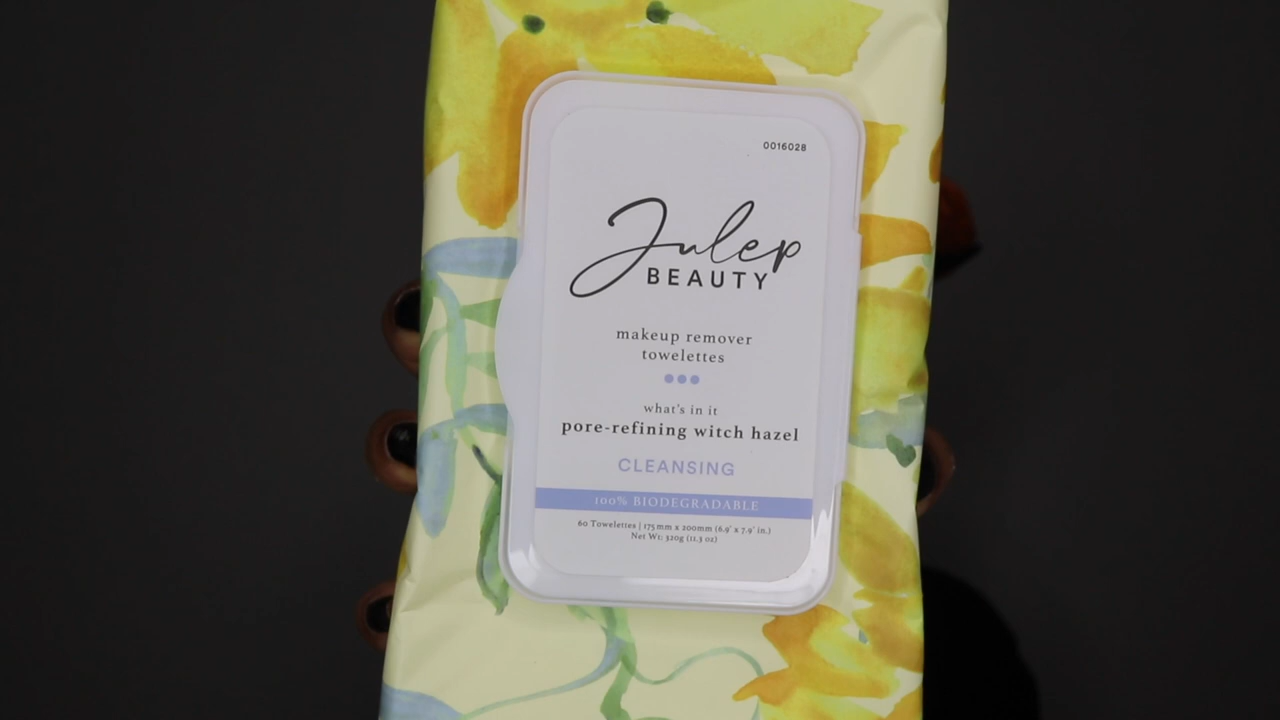 0016028
Julep
BEAUTY
makeup remover
towelettes
what's in it
pore-refining witch hazel
CLEANSING
100% BIODEGRADABLE
60 Towelettes | 175mm x 200mm (6.9" x 7.9" in.)
Net Wt: 320g (11.3 oz)